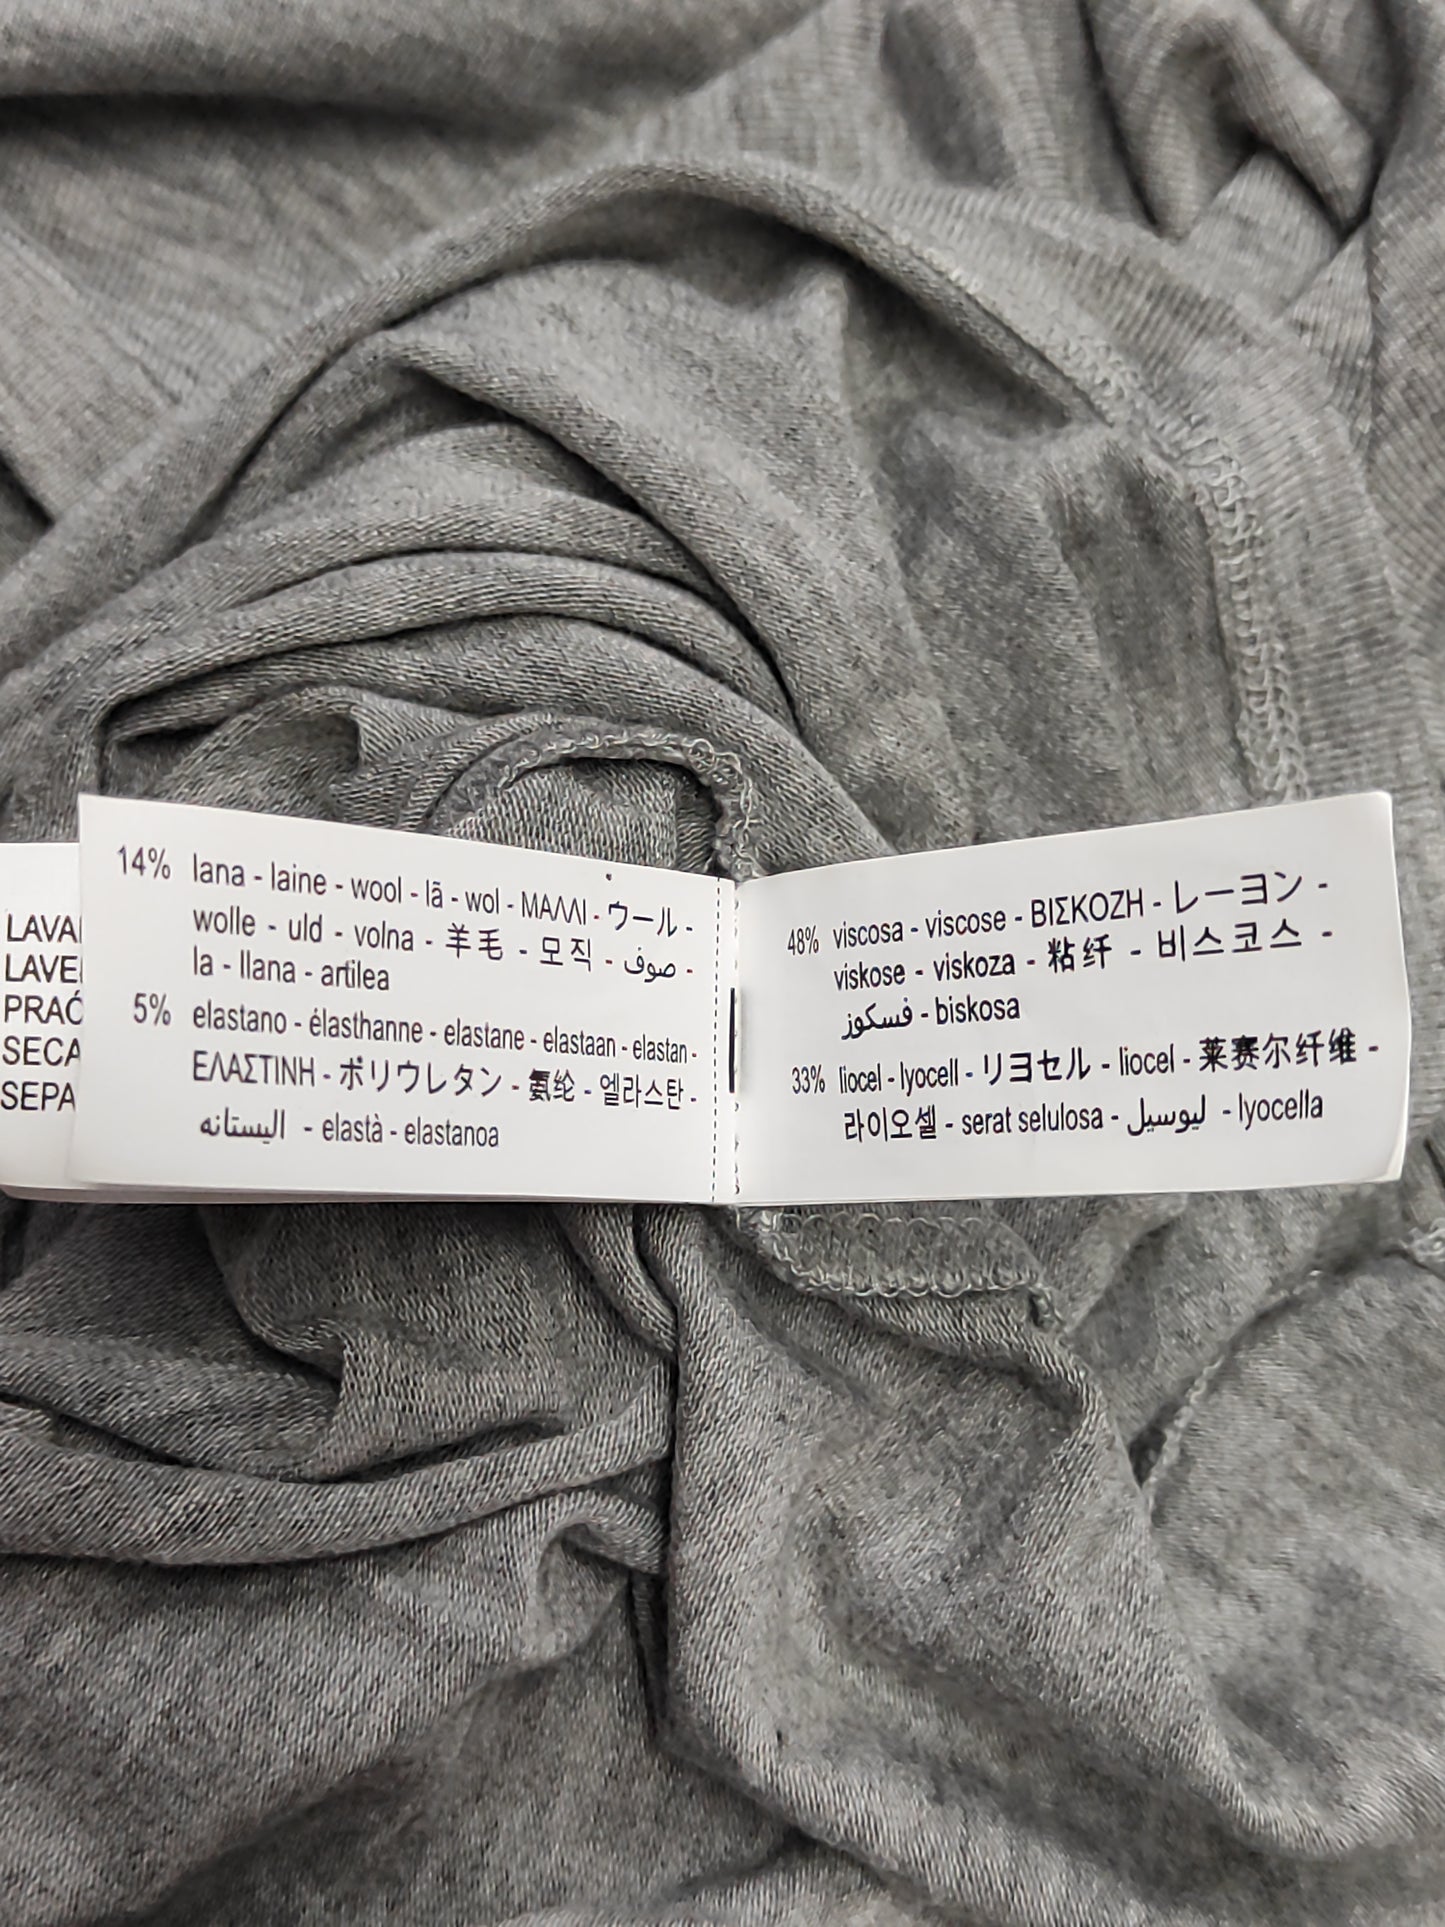 LAVA
LAVE
PRAĆ
SECA
SEPA
14% lana - laine - wool - lã - wol - ΜΑΛΛΙ - ウール -
wolle - uld - volna - 羊毛 - 모직 - صوف -
la - llana - artilea
5% elastano - élasthanne - elastane - elastaan - elastan -
ΕΛΑΣΤΙΝΗ - ポリウレタン - 氨纶 - 엘라스탄 -
اليستانه - elastà - elastanoa
48% viscosa - viscose - ΒΙΣΚΟΖΗ - レーヨン -
viskose - viskoza - 粘纤 - 비스코스 -
فسكوز - biskosa
33% liocel - lyocell - リヨセル - liocel - 莱赛尔纤维 -
라이오셀 - serat selulosa - ليوسيل - lyocella